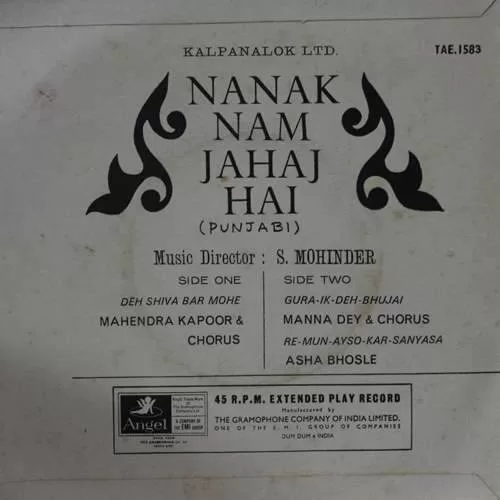 KALPANALOK LTD.
TAE.1583
NANAK
NAM
JAHAJ
HAI
(PUNJABI)
Music Director : S. MOHINDER
SIDE ONE
DEH SHIVA BAR MOHE
MAHENDRA KAPOOR &
CHORUS
SIDE TWO
GURA-IK-DEH-BHUJAI
MANNA DEY & CHORUS
RE-MUN-AYSO-KAR-SANYASA
ASHA BHOSLE
Angel
45 R.P.M. EXTENDED PLAY RECORD
Manufactured by
THE GRAMOPHONE COMPANY OF INDIA LIMITED.
ONE OF THE E.M.I. GROUP OF COMPANIES
DUM DUM • INDIA